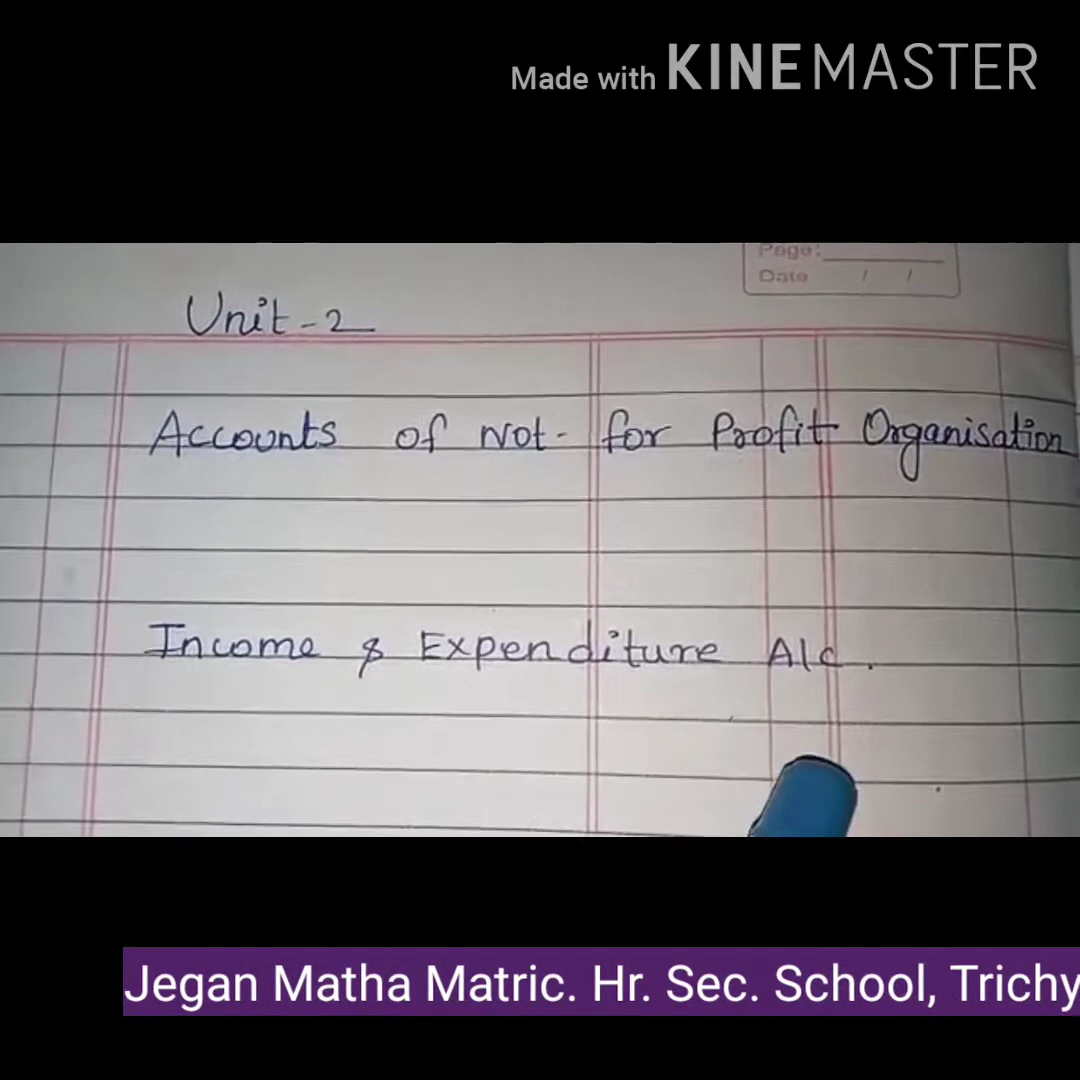 Made with KINEMASTER
Page:
Date / /
Unit - 2
Accounts of Not- for Profit Organisation
Income & Expenditure A/c.
Jegan Matha Matric. Hr. Sec. School, Trichy